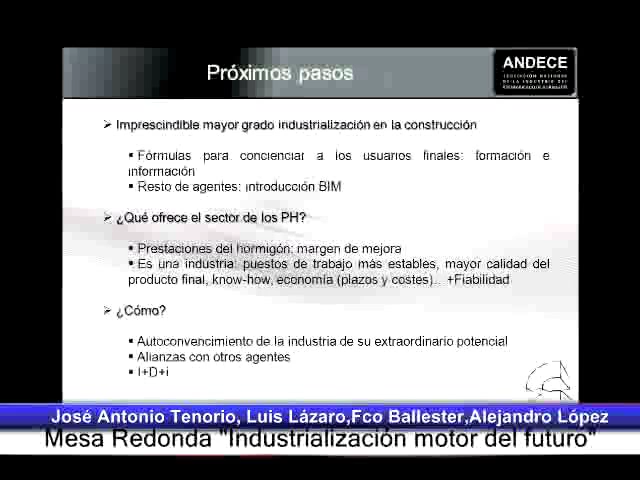 Próximos pasos
ANDECE
➢ Imprescindible mayor grado industrialización en la construcción
▪ Fórmulas para concienciar a los usuarios finales: formación e
información
▪ Resto de agentes: introducción BIM
➢ ¿Qué ofrece el sector de los PH?
▪ Prestaciones del hormigón: margen de mejora
▪ Es una industria: puestos de trabajo más estables, mayor calidad del
producto final, know-how, economía (plazos y costes)... +Fiabilidad
➢ ¿Cómo?
▪ Autoconvencimiento de la industria de su extraordinario potencial
▪ Alianzas con otros agentes
▪ I+D+i
José Antonio Tenorio, Luis Lázaro,Fco Ballester,Alejandro López
Mesa Redonda "Industrialización motor del futuro"